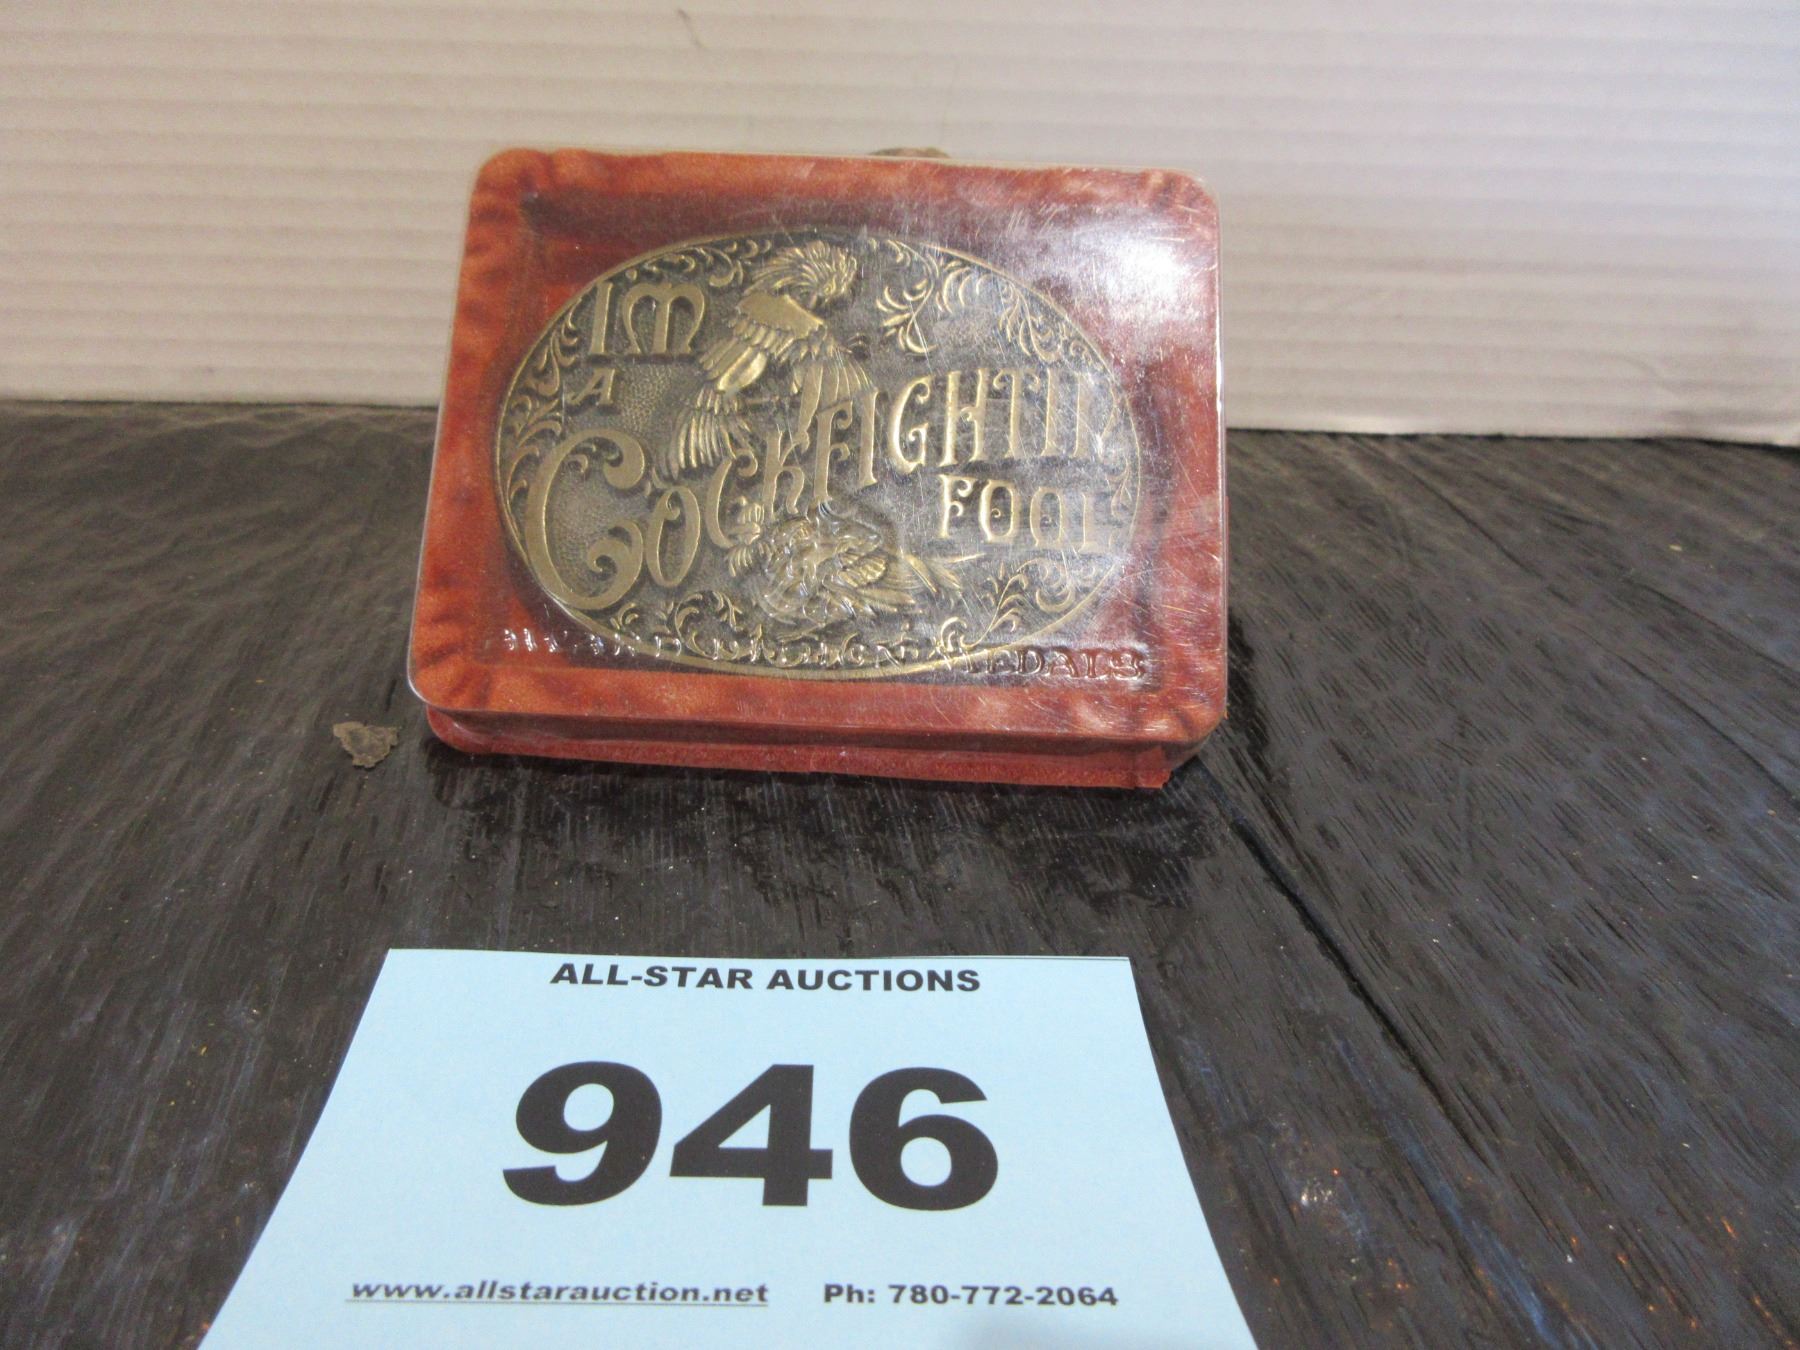 I'M
A
COCKFIGHTIN
FOOL
MEDALS
ALL-STAR AUCTIONS
946
www.allstarauction.net Ph: 780-772-2064